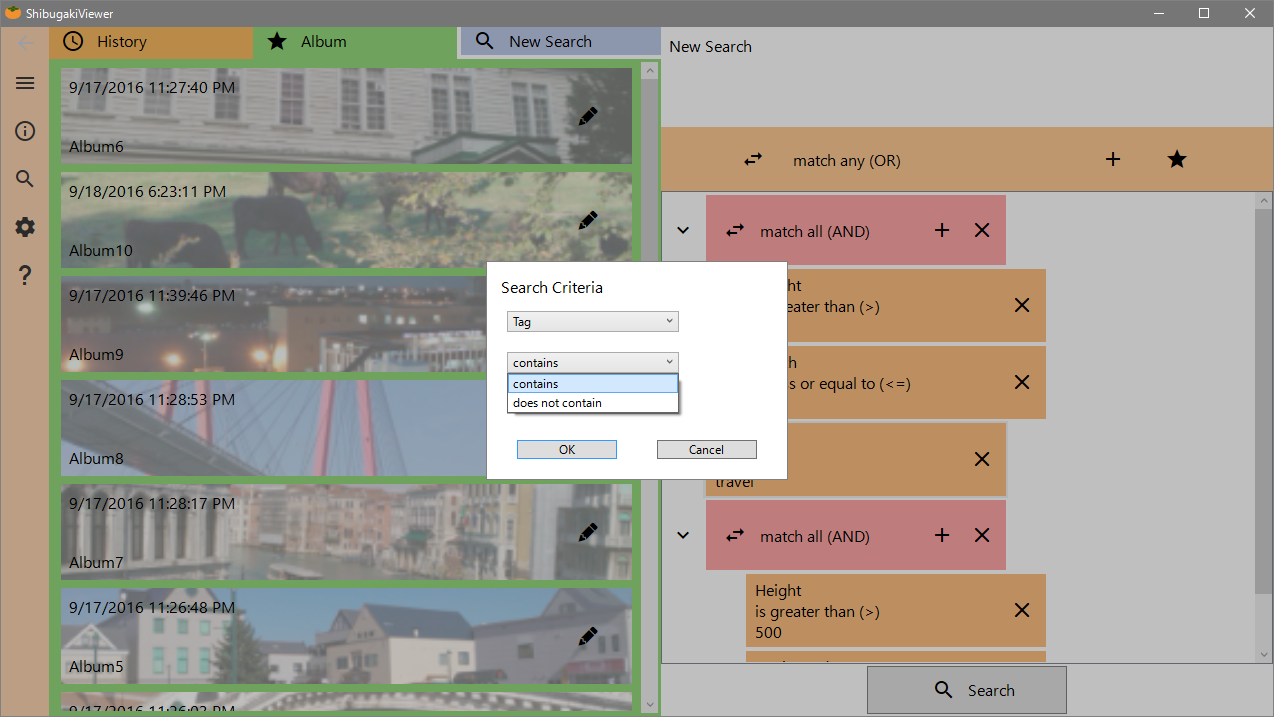 ShibugakiViewer
History
Album
New Search
New Search
9/17/2016 11:27:40 PM
Album6
9/18/2016 6:23:11 PM
Album10
9/17/2016 11:39:46 PM
Album9
9/17/2016 11:28:53 PM
Album8
9/17/2016 11:28:17 PM
Album7
9/17/2016 11:26:48 PM
Album5
9/17/2016 11:26:03 PM
match any (OR)
match all (AND)
ht
eater than (>)
h
s or equal to (<=)
travel
match all (AND)
Height
is greater than (>)
500
Search
Search Criteria
Tag
contains
contains
does not contain
OK
Cancel